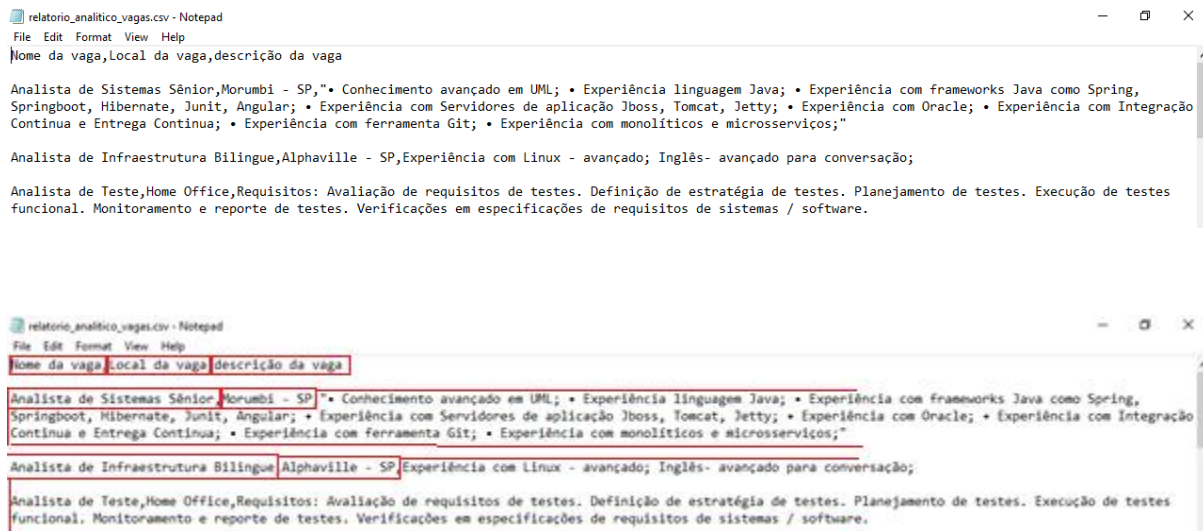 relatorio_analitico_vagas.csv - Notepad
File Edit Format View Help
Nome da vaga,Local da vaga,descrição da vaga
Analista de Sistemas Sênior,Morumbi - SP,"• Conhecimento avançado em UML; • Experiência linguagem Java; • Experiência com frameworks Java como Spring,
Springboot, Hibernate, Junit, Angular; • Experiência com Servidores de aplicação Jboss, Tomcat, Jetty; • Experiência com Oracle; • Experiência com Integração
Continua e Entrega Continua; • Experiência com ferramenta Git; • Experiência com monolíticos e microsserviços;"
Analista de Infraestrutura Bilingue,Alphaville - SP,Experiência com Linux - avançado; Inglês- avançado para conversação;
Analista de Teste,Home Office,Requisitos: Avaliação de requisitos de testes. Definição de estratégia de testes. Planejamento de testes. Execução de testes
funcional. Monitoramento e reporte de testes. Verificações em especificações de requisitos de sistemas / software.
relatorio_analitico_vagas.csv - Notepad
File Edit Format View Help
Nome da vaga,Local da vaga,descrição da vaga
Analista de Sistemas Sênior,Morumbi - SP,"• Conhecimento avançado em UML; • Experiência linguagem Java; • Experiência com frameworks Java como Spring,
Springboot, Hibernate, Junit, Angular; • Experiência com Servidores de aplicação Jboss, Tomcat, Jetty; • Experiência com Oracle; • Experiência com Integração
Continua e Entrega Continua; • Experiência com ferramenta Git; • Experiência com monolíticos e microsserviços;"
Analista de Infraestrutura Bilingue,Alphaville - SP,Experiência com Linux - avançado; Inglês- avançado para conversação;
Analista de Teste,Home Office,Requisitos: Avaliação de requisitos de testes. Definição de estratégia de testes. Planejamento de testes. Execução de testes
funcional. Monitoramento e reporte de testes. Verificações em especificações de requisitos de sistemas / software.